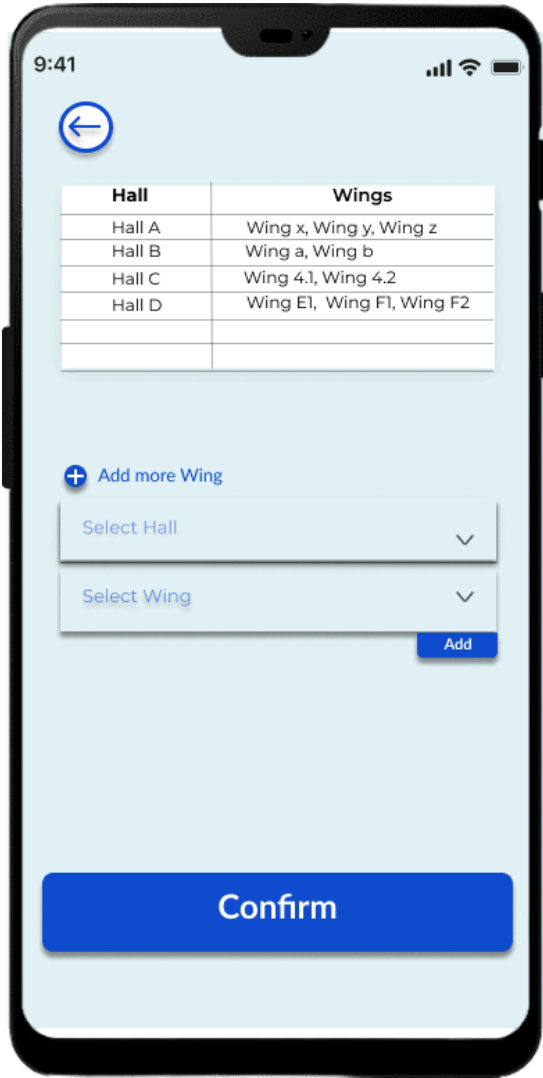 9:41
Hall Wings
Hall A Wing x, Wing y, Wing z
Hall B Wing a, Wing b
Hall C Wing 4.1, Wing 4.2
Hall D Wing E1, Wing F1, Wing F2
Add more Wing
Select Hall
Select Wing
Add
Confirm